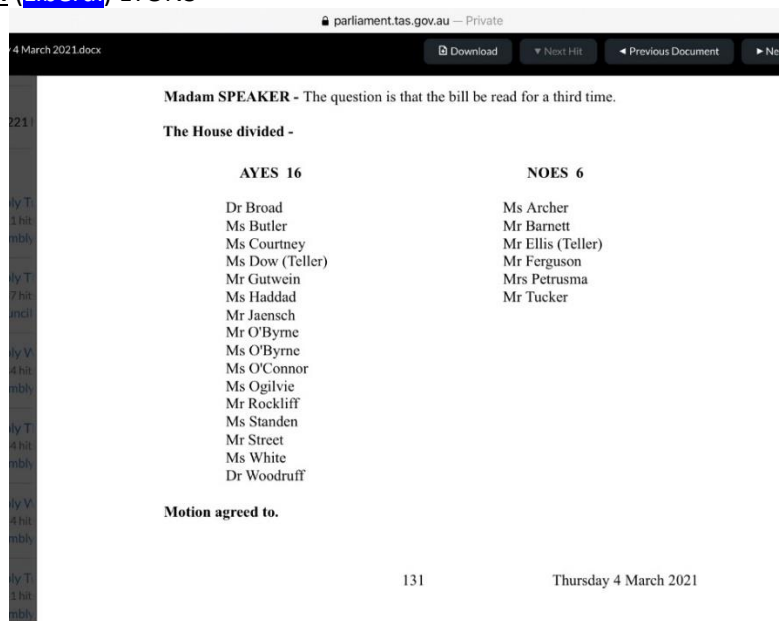 parliament.tas.gov.au — Private
4 March 2021.docx
Download
▼ Next Hit
◄ Previous Document
► Ne
Madam SPEAKER - The question is that the bill be read for a third time.
The House divided -
AYES 16
NOES 6
Dr Broad
Ms Butler
Ms Courtney
Ms Dow (Teller)
Mr Gutwein
Ms Haddad
Mr Jaensch
Mr O'Byrne
Ms O'Byrne
Ms O'Connor
Ms Ogilvie
Mr Rockliff
Ms Standen
Mr Street
Ms White
Dr Woodruff
Ms Archer
Mr Barnett
Mr Ellis (Teller)
Mr Ferguson
Mrs Petrusma
Mr Tucker
Motion agreed to.
131
Thursday 4 March 2021